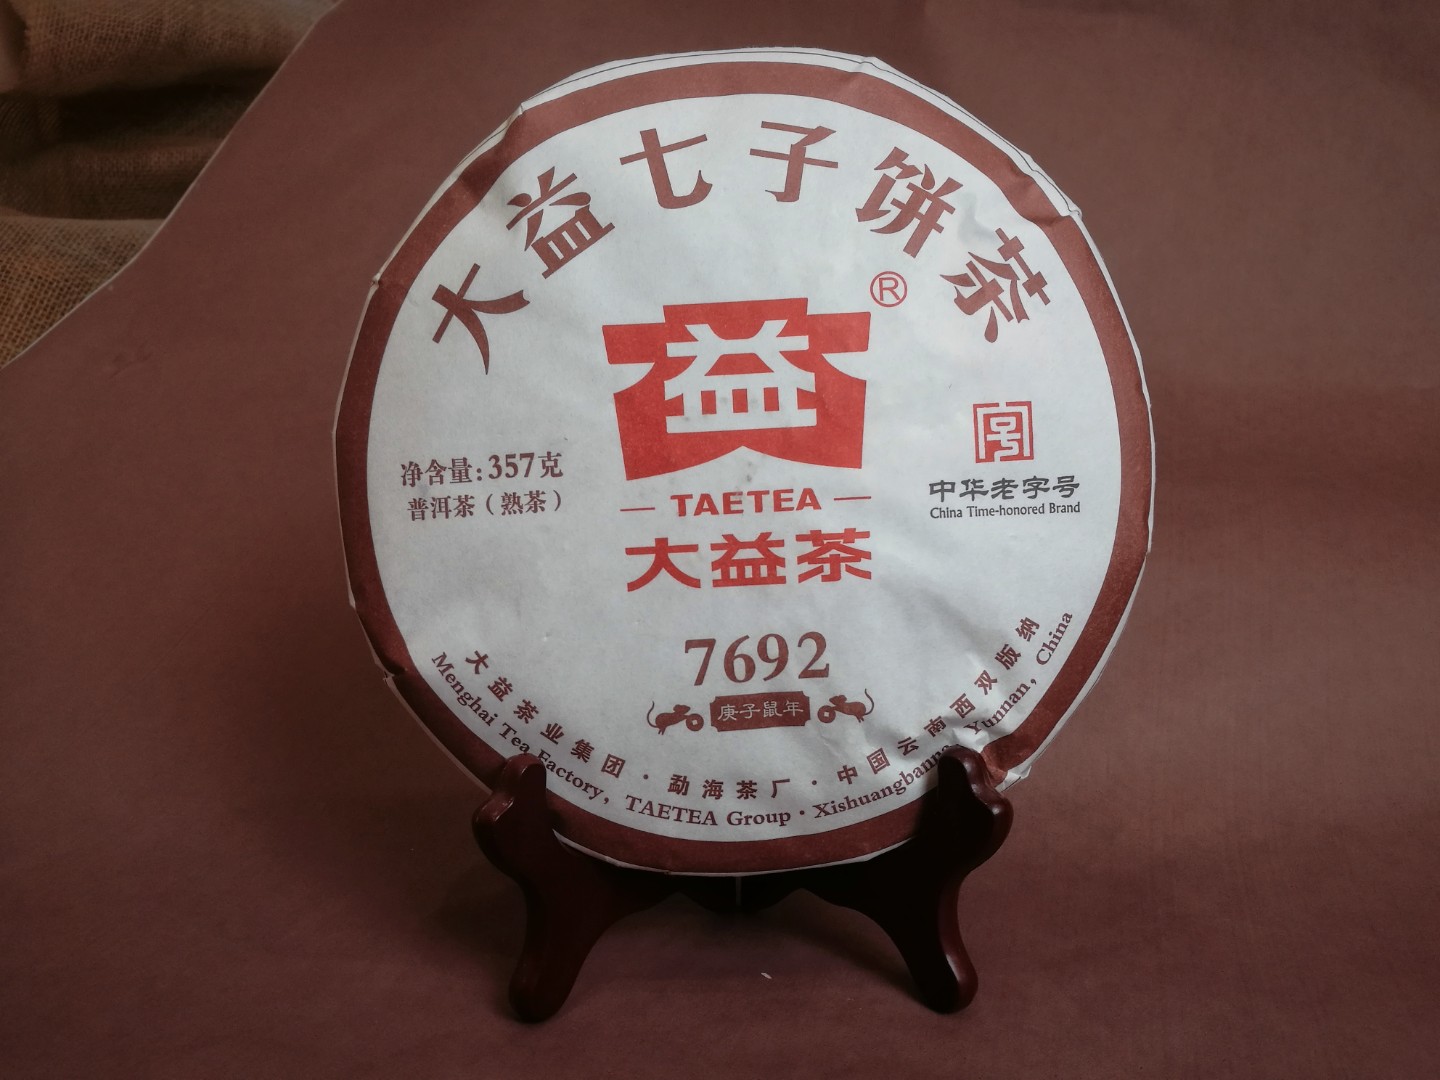 大益七子饼茶
®
益
净含量:357克
普洱茶(熟茶)
TAETEA
大益茶
中华老字号
China Time-honored Brand
7692
庚子鼠年
大益茶业集团·勐海茶厂·中国云南西双版纳
Menghai Tea Factory, TAETEA Group·Xishuangbanna, Yunnan, China